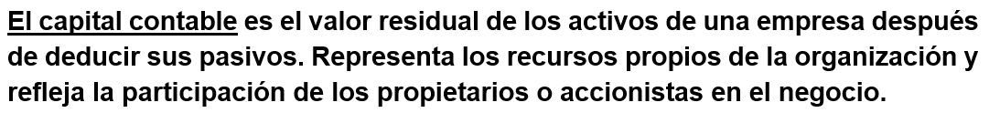 El capital contable es el valor residual de los activos de una empresa después
de deducir sus pasivos. Representa los recursos propios de la organización y
refleja la participación de los propietarios o accionistas en el negocio.